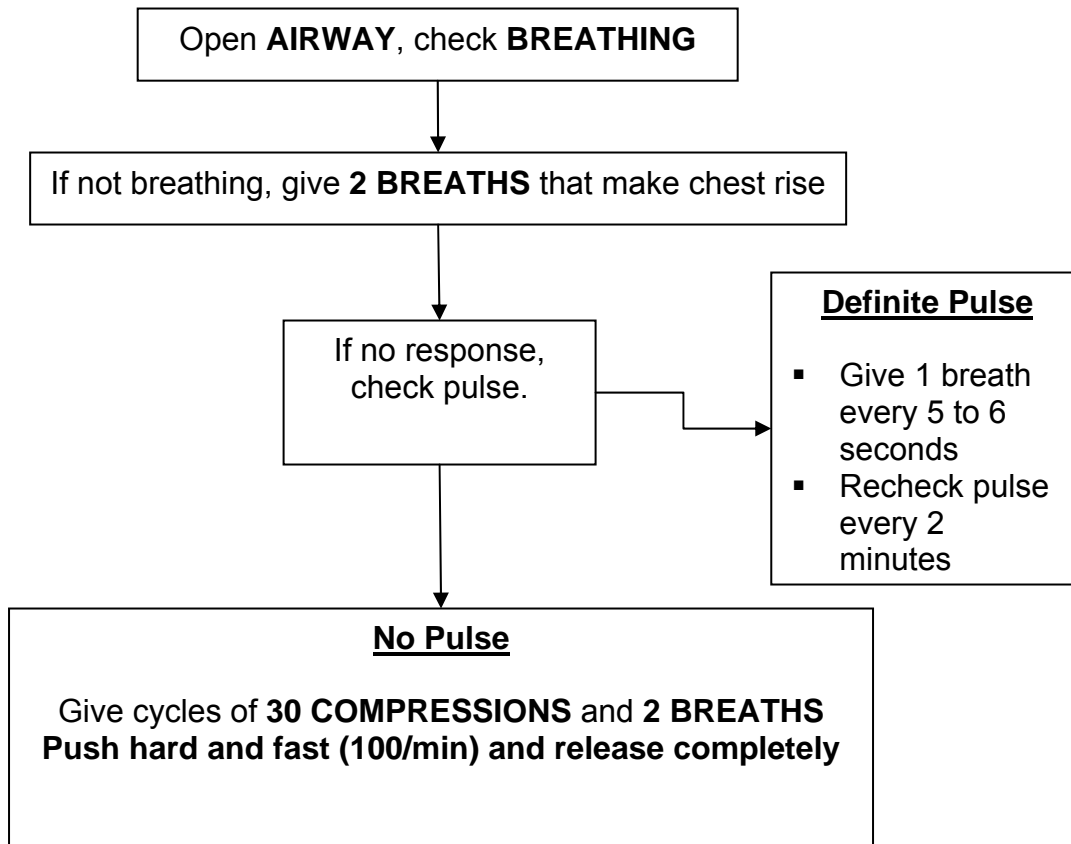 Open AIRWAY, check BREATHING
If not breathing, give 2 BREATHS that make chest rise
If no response,
check pulse.
Definite Pulse
▪ Give 1 breath
every 5 to 6
seconds
▪ Recheck pulse
every 2
minutes
No Pulse
Give cycles of 30 COMPRESSIONS and 2 BREATHS
Push hard and fast (100/min) and release completely